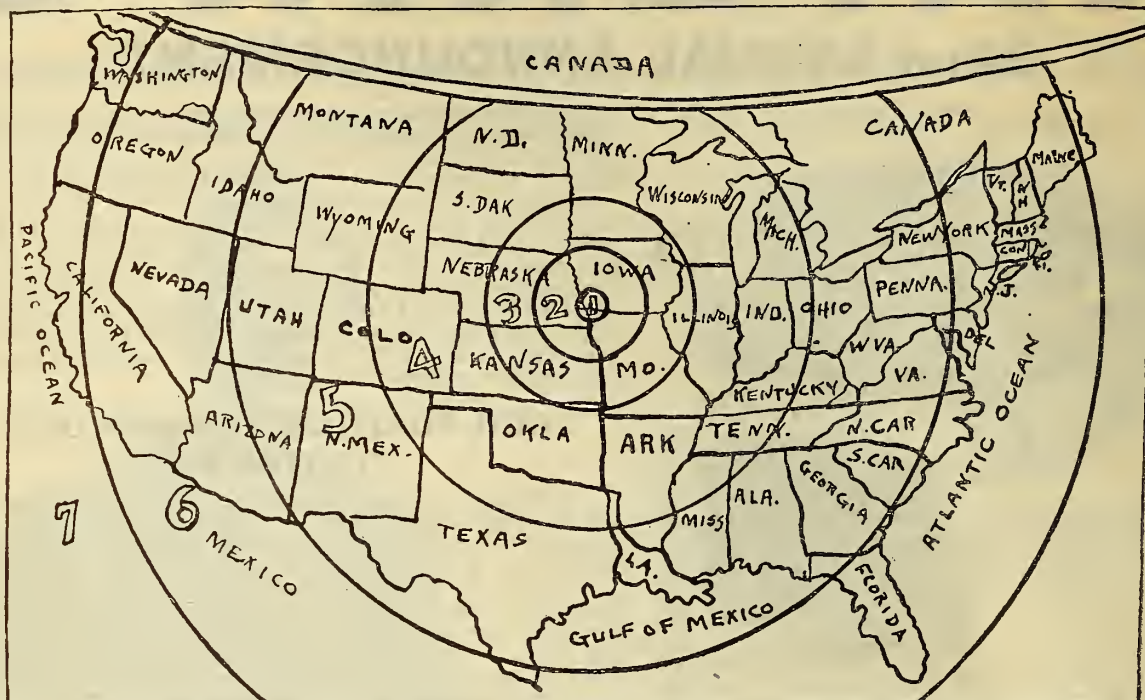 CANADA
WASHINGTON
MONTANA
N.D.
MINN.
CANADA
OREGON
IDAHO
WYOMING
S. DAK
WISCONSIN
MICH.
VT.
N H
MAINE
NEW YORK
MASS
CON
R.I.
NEBRASKA
IOWA
PENNA.
N.J.
NEVADA
UTAH
COLO
4
3
2
1
ILLINOIS
IND.
OHIO
DEL
PACIFIC OCEAN
CALIFORNIA
KANSAS
MO.
W VA.
VA.
KENTUCKY
ARIZONA
5
N. MEX.
OKLA
ARK
TENN.
N. CAR
S. CAR
ATLANTIC OCEAN
7
6
MEXICO
TEXAS
MISS
ALA.
GEORGIA
LA.
FLORIDA
GULF OF MEXICO
7